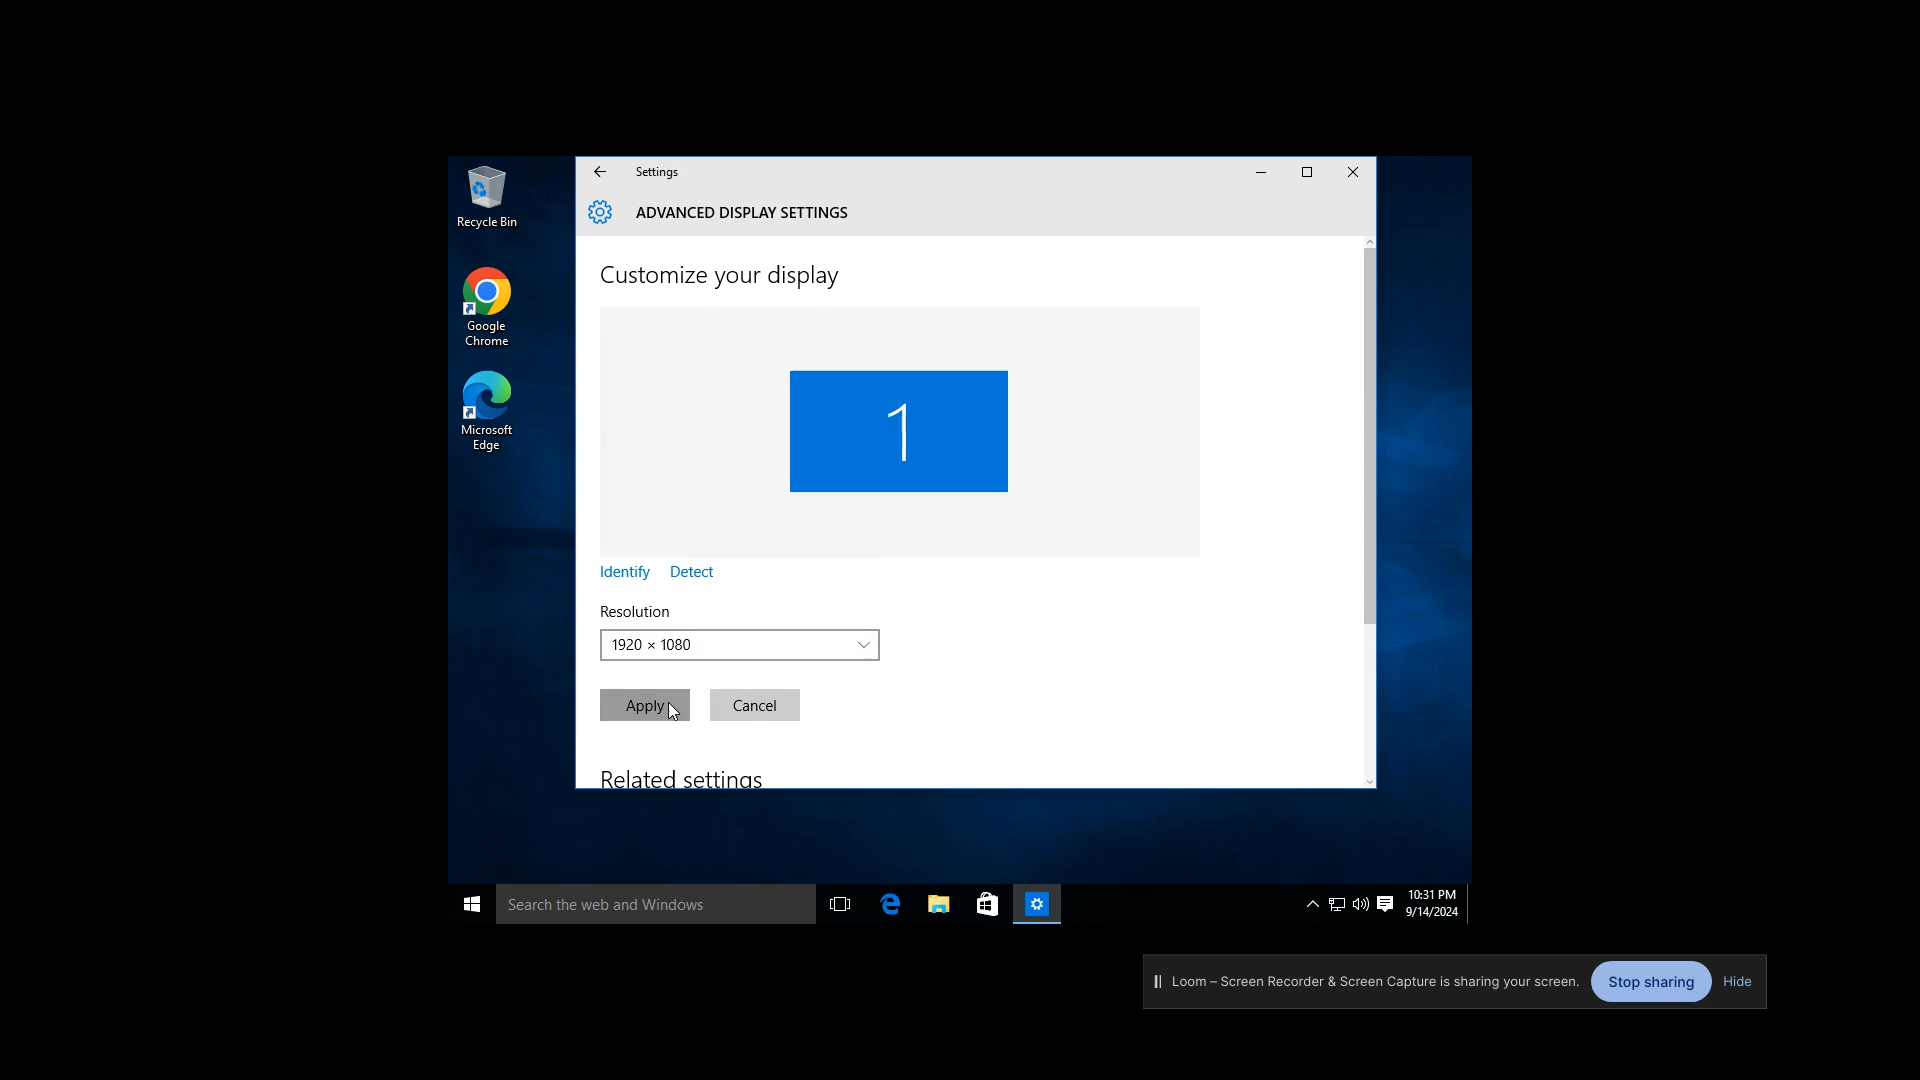 Settings
ADVANCED DISPLAY SETTINGS
Recycle Bin
Google
Chrome
Microsoft
Edge
Customize your display
1
Identify Detect
Resolution
1920 × 1080
Apply Cancel
Related settings
Search the web and Windows
10:31 PM
9/14/2024
Loom – Screen Recorder & Screen Capture is sharing your screen. Stop sharing Hide